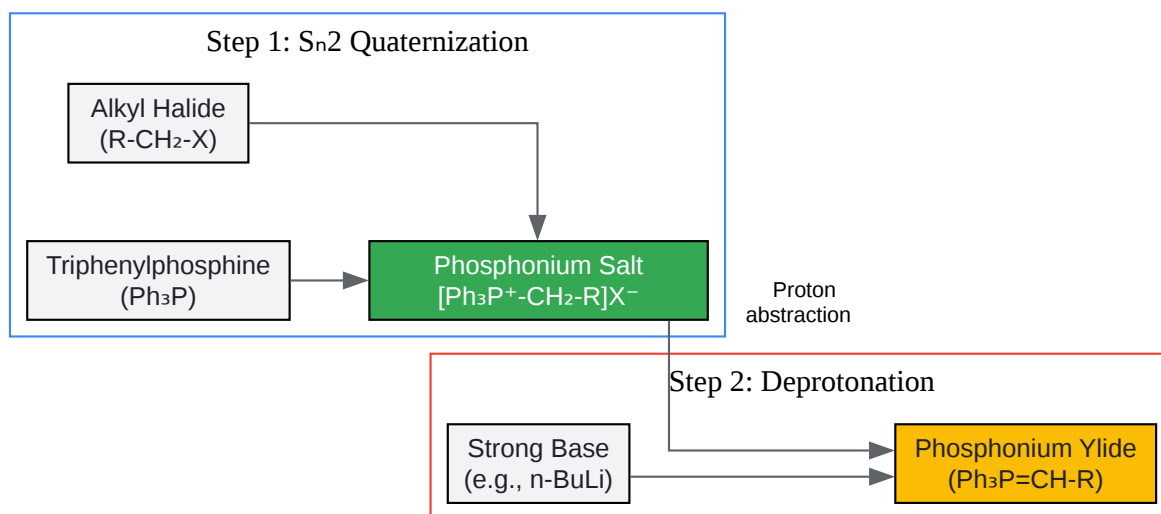 Step 1: Sₙ2 Quaternization
Alkyl Halide
(R-CH₂-X)
Triphenylphosphine
(Ph₃P)
Phosphonium Salt
[Ph₃P⁺-CH₂-R]X⁻
Proton
abstraction
Step 2: Deprotonation
Strong Base
(e.g., n-BuLi)
Phosphonium Ylide
(Ph₃P=CH-R)